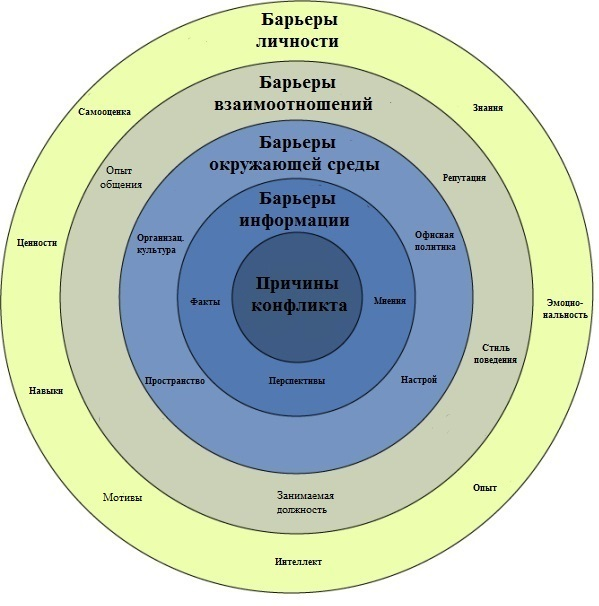 Барьеры
личности
Барьеры
взаимоотношений
Самооценка
Знания
Барьеры
окружающей среды
Опыт
общения
Репутация
Барьеры
информации
Ценности
Организац.
культура
Офисная
политика
Причины
конфликта
Факты
Мнения
Эмоцио-
нальность
Стиль
поведения
Навыки
Пространство
Перспективы
Настрой
Мотивы
Занимаемая
должность
Опыт
Интеллект